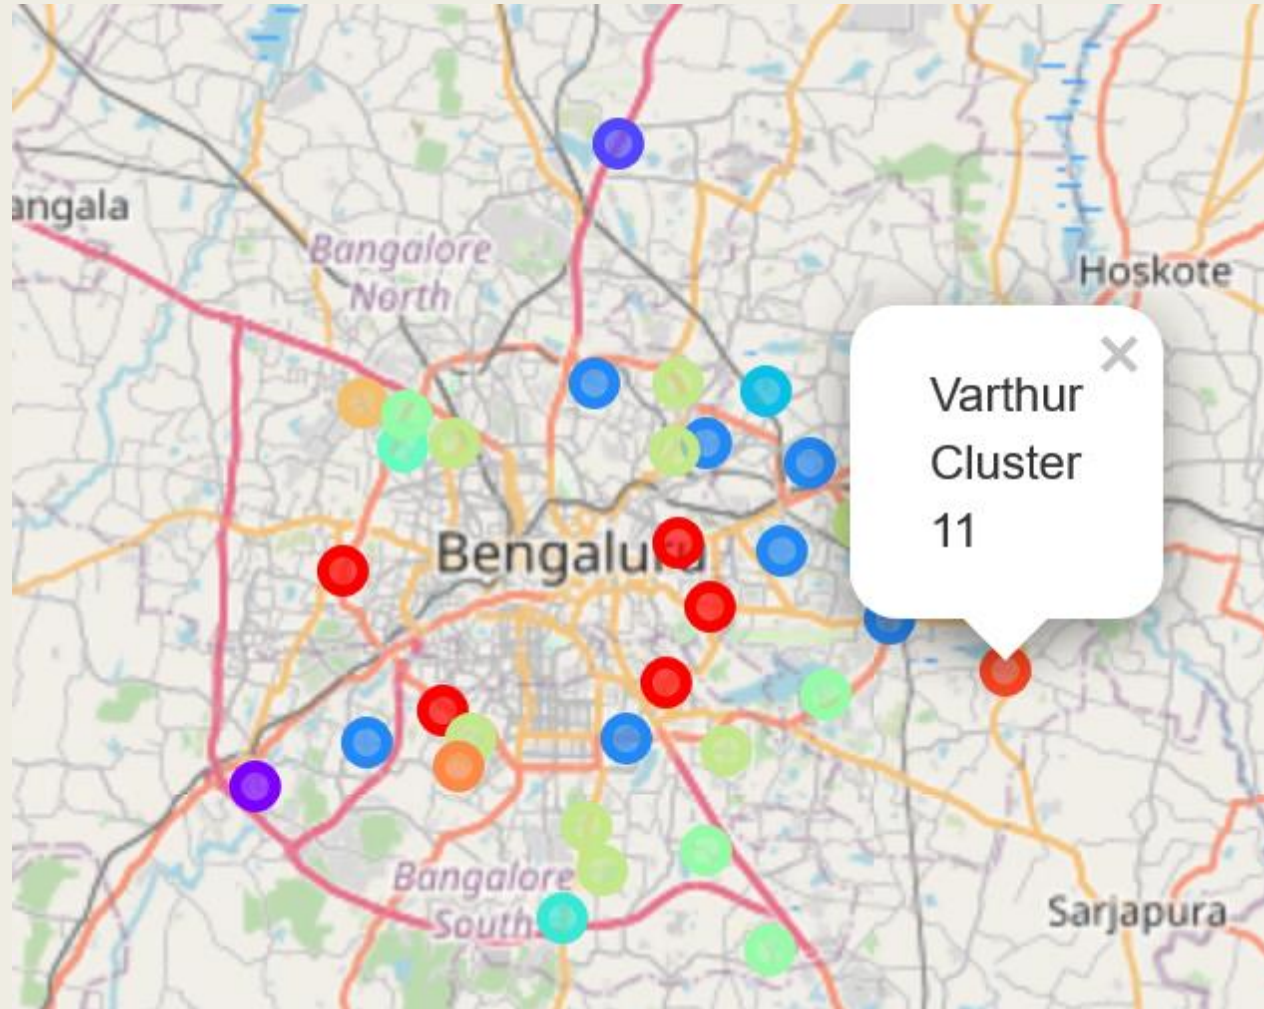 angala
Bangalore
North
Hoskote
Varthur
Cluster
11
Bengaluru
Bangalore
South
Sarjapura